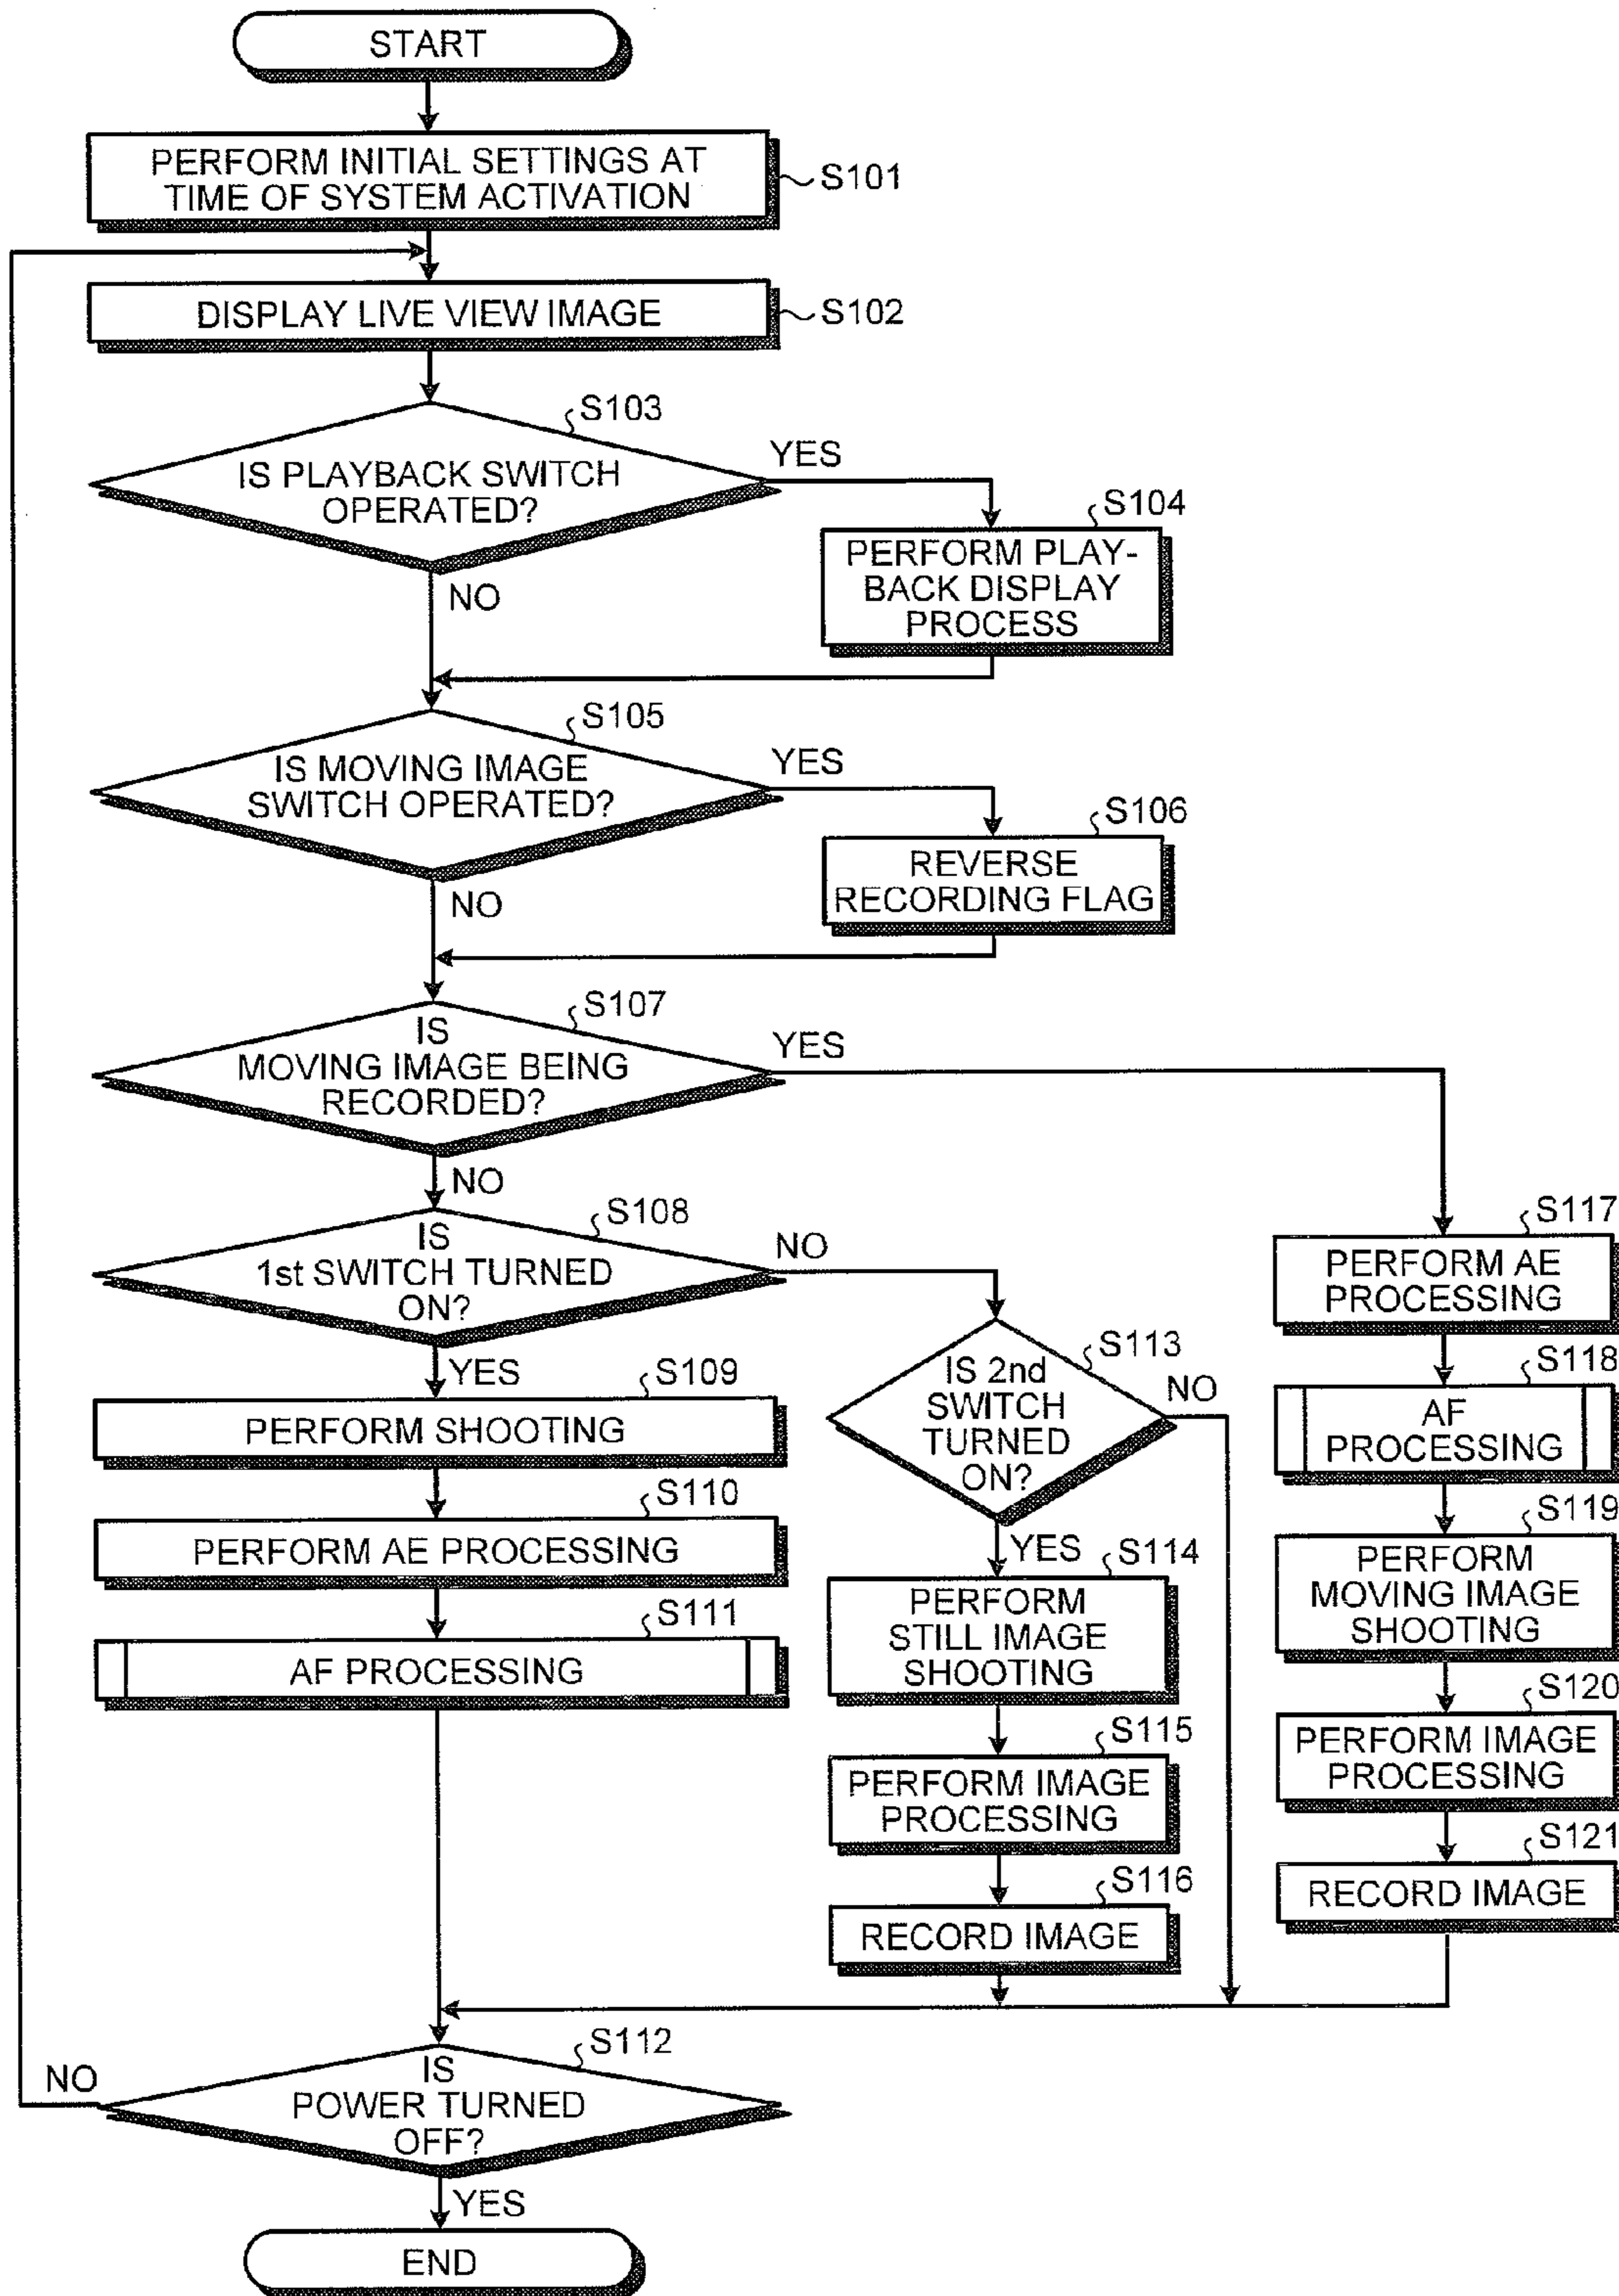 START
PERFORM INITIAL SETTINGS AT
TIME OF SYSTEM ACTIVATION
S101
DISPLAY LIVE VIEW IMAGE
S102
S103
IS PLAYBACK SWITCH
OPERATED?
YES
NO
S104
PERFORM PLAY-
BACK DISPLAY
PROCESS
S105
IS MOVING IMAGE
SWITCH OPERATED?
YES
NO
S106
REVERSE
RECORDING FLAG
S107
IS
MOVING IMAGE BEING
RECORDED?
YES
NO
S108
IS
1st SWITCH TURNED
ON?
NO
YES
S109
PERFORM SHOOTING
S110
PERFORM AE PROCESSING
S111
AF PROCESSING
S113
IS 2nd
SWITCH
TURNED
ON?
NO
YES
S114
PERFORM
STILL IMAGE
SHOOTING
S115
PERFORM IMAGE
PROCESSING
S116
RECORD IMAGE
S117
PERFORM AE
PROCESSING
S118
AF
PROCESSING
S119
PERFORM
MOVING IMAGE
SHOOTING
S120
PERFORM IMAGE
PROCESSING
S121
RECORD IMAGE
S112
IS
POWER TURNED
OFF?
NO
YES
END